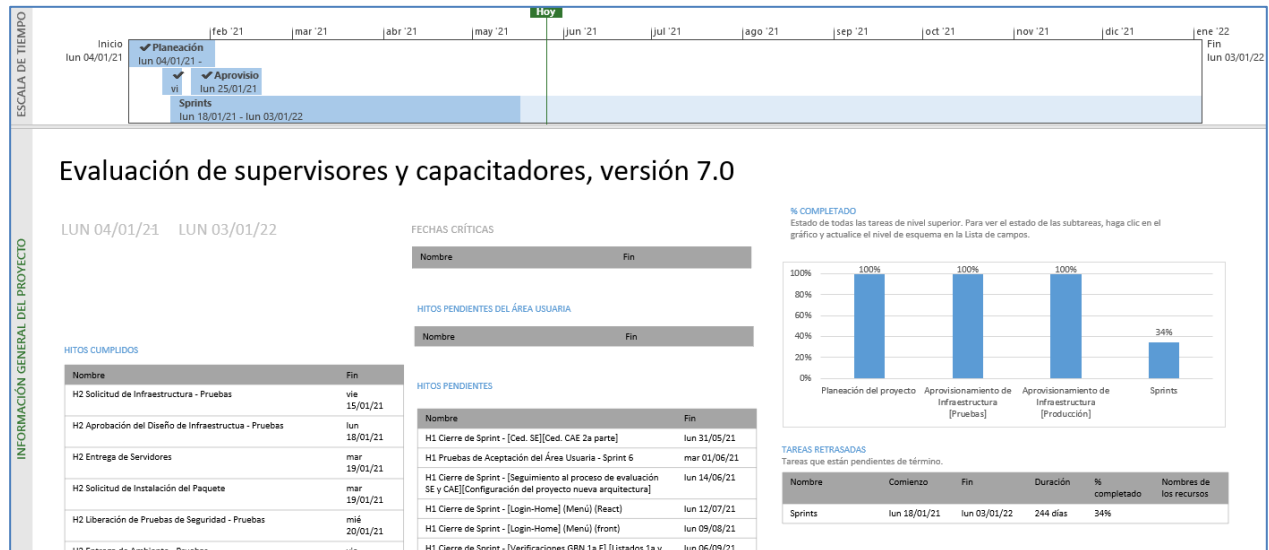 ESCALA DE TIEMPO
Hoy
feb '21
mar '21
abr '21
may '21
jun '21
jul '21
ago '21
sep '21
oct '21
nov '21
dic '21
ene '22
Inicio
lun 04/01/21
Planeación
lun 04/01/21 -
vi
Aprovisio
lun 25/01/21
Sprints
lun 18/01/21 - lun 03/01/22
Fin
lun 03/01/22
INFORMACIÓN GENERAL DEL PROYECTO
Evaluación de supervisores y capacitadores, versión 7.0
LUN 04/01/21 LUN 03/01/22
HITOS CUMPLIDOS
Nombre Fin
H2 Solicitud de Infraestructura - Pruebas vie
15/01/21
H2 Aprobación del Diseño de Infraestructua - Pruebas lun
18/01/21
H2 Entrega de Servidores mar
19/01/21
H2 Solicitud de Instalación del Paquete mar
19/01/21
H2 Liberación de Pruebas de Seguridad - Pruebas mié
20/01/21
FECHAS CRÍTICAS
Nombre Fin
HITOS PENDIENTES DEL ÁREA USUARIA
Nombre Fin
HITOS PENDIENTES
Nombre Fin
H1 Cierre de Sprint - [Ced. SE][Ced. CAE 2a parte] lun 31/05/21
H1 Pruebas de Aceptación del Área Usuaria - Sprint 6 mar 01/06/21
H1 Cierre de Sprint - [Seguimiento al proceso de evaluación lun 14/06/21
SE y CAE][Configuración del proyecto nueva arquitectura]
H1 Cierre de Sprint - [Login-Home] (Menú) (React) lun 12/07/21
H1 Cierre de Sprint - [Login-Home] (Menú) (front) lun 09/08/21
H1 Cierre de Sprint - [Verificaciones GBN 1a E] [Listados 1a y lun 06/09/21
% COMPLETADO
Estado de todas las tareas de nivel superior. Para ver el estado de las subtareas, haga clic en el
gráfico y actualice el nivel de esquema en la Lista de campos.
100%
80%
60%
40%
20%
0%
100%
100%
100%
34%
Planeación del proyecto
Aprovisionamiento de
Infraestructura
[Pruebas]
Aprovisionamiento de
Infraestructura
[Producción]
Sprints
TAREAS RETRASADAS
Tareas que están pendientes de término.
Nombre Comienzo Fin Duración % Nombres de
completado los recursos
Sprints lun 18/01/21 lun 03/01/22 244 días 34%